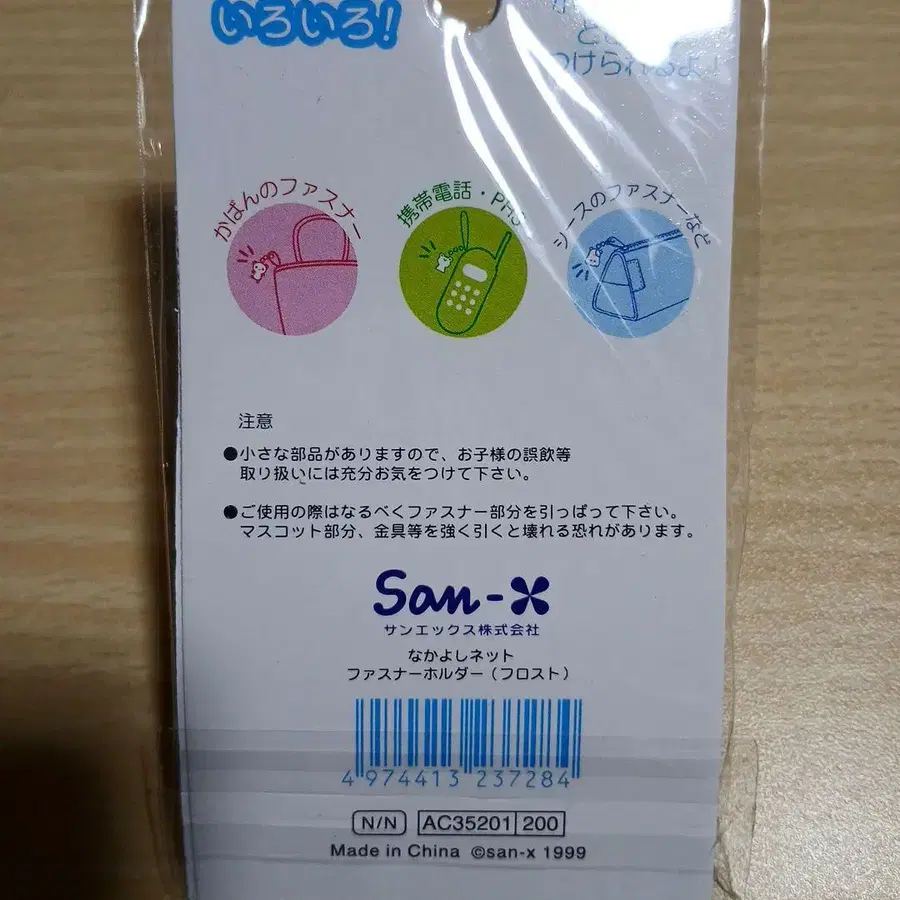 いろいろ！
つけられるよ！
かばんのファスナー
携帯電話・PHS
シースのファスナーなど
注意
●小さな部品がありますので、お子様の誤飲等
取り扱いには充分お気をつけて下さい。
●ご使用の際はなるべくファスナー部分を引っぱって下さい。
マスコット部分、金具等を強く引くと壊れる恐れがあります。
San-X
サンエックス株式会社
なかよしネット
ファスナーホルダー（フロスト）
4 974413 237284
N/N AC35201 200
Made in China ©san-x 1999